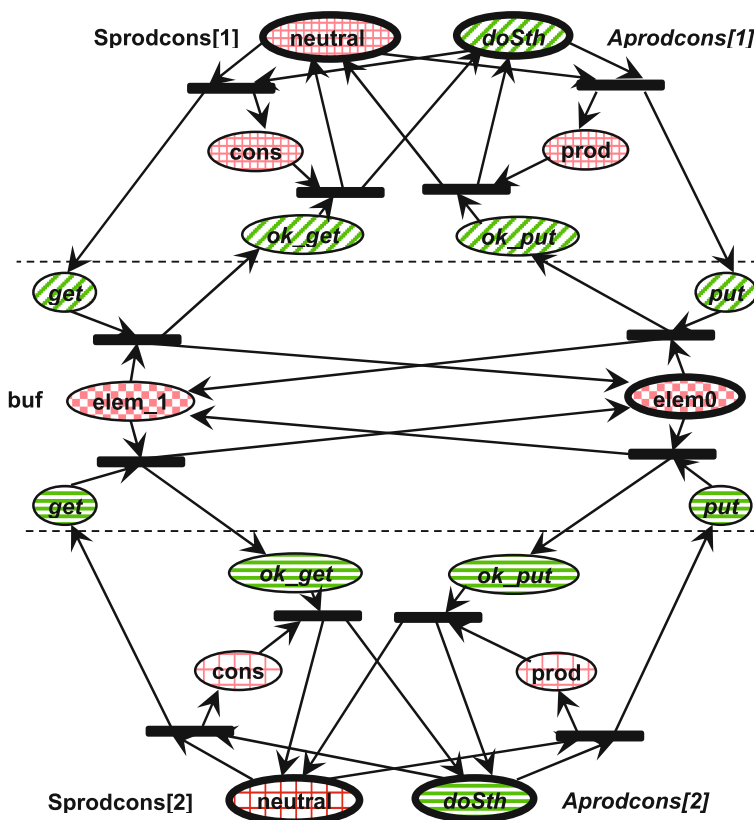 Sprodcons[1] neutral doSth Aprodcons[1]
cons prod
ok_get ok_put
get put
buf elem_1 elem0
get put
ok_get ok_put
cons prod
Sprodcons[2] neutral doSth Aprodcons[2]